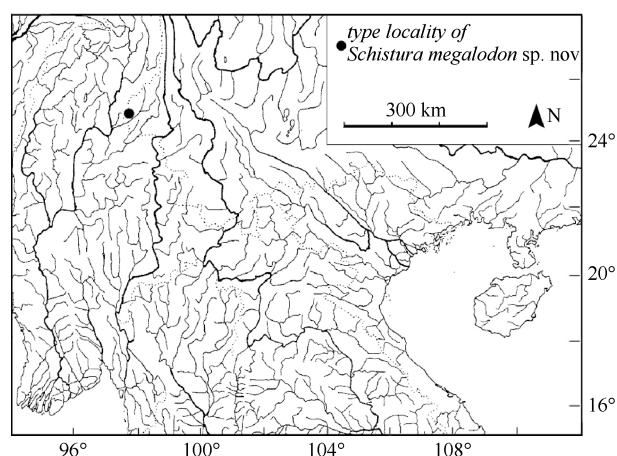 type locality of
Schistura megalodon sp. nov
300 km
N
24°
20°
16°
96° 100° 104° 108°